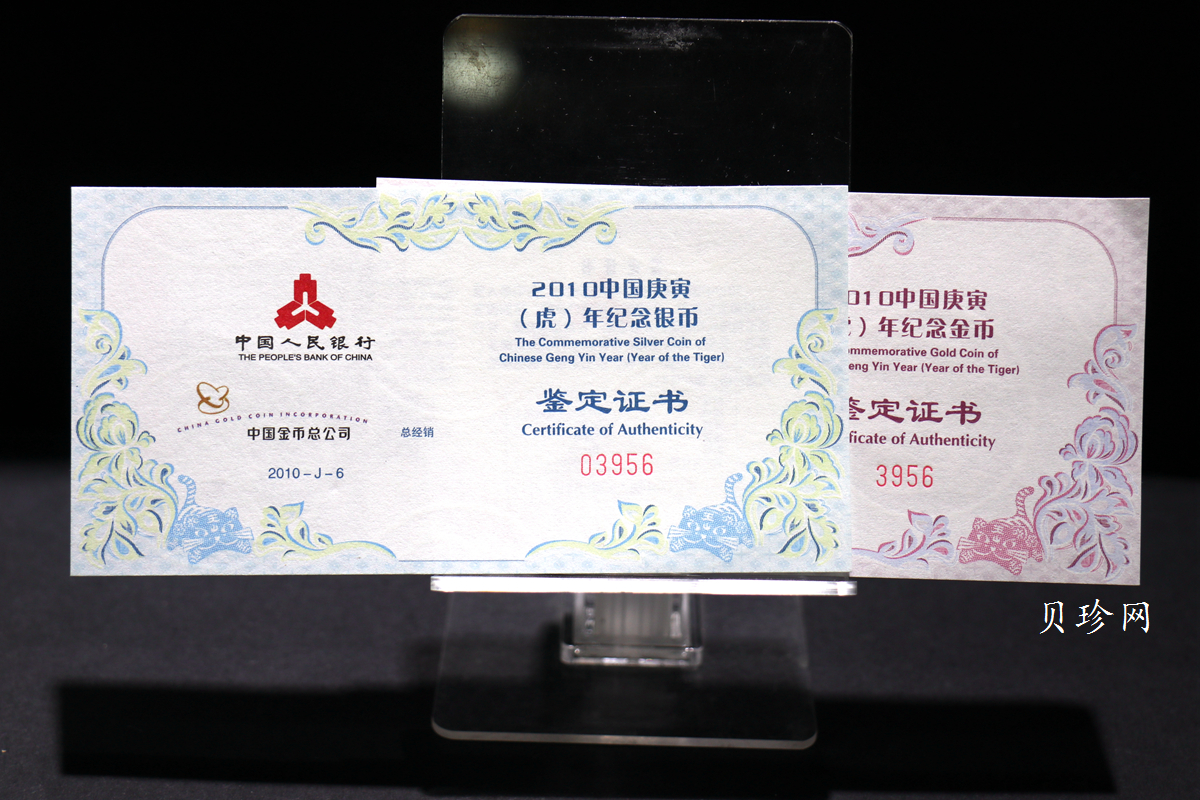 中国人民银行
THE PEOPLE'S BANK OF CHINA
CHINA GOLD COIN INCORPORATION
中国金币总公司
总经销
2010-J-6
2010中国庚寅
（虎）年纪念银币
The Commemorative Silver Coin of
Chinese Geng Yin Year (Year of the Tiger)
鉴定证书
Certificate of Authenticity
03956
010中国庚寅
）年纪念金币
mmemorative Gold Coin of
eng Yin Year (Year of the Tiger)
鉴定证书
ficate of Authenticity
3956
贝珍网